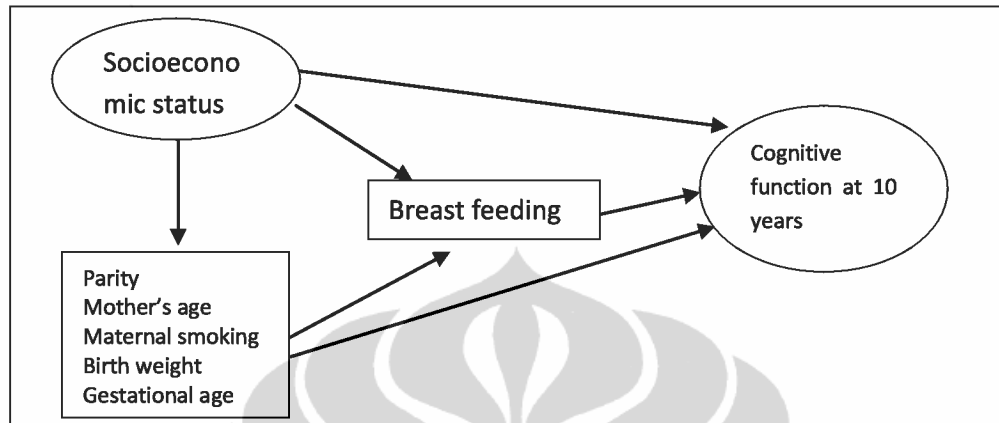 Socioecono
mic status
Cognitive
function at 10
years
Breast feeding
Parity
Mother's age
Maternal smoking
Birth weight
Gestational age